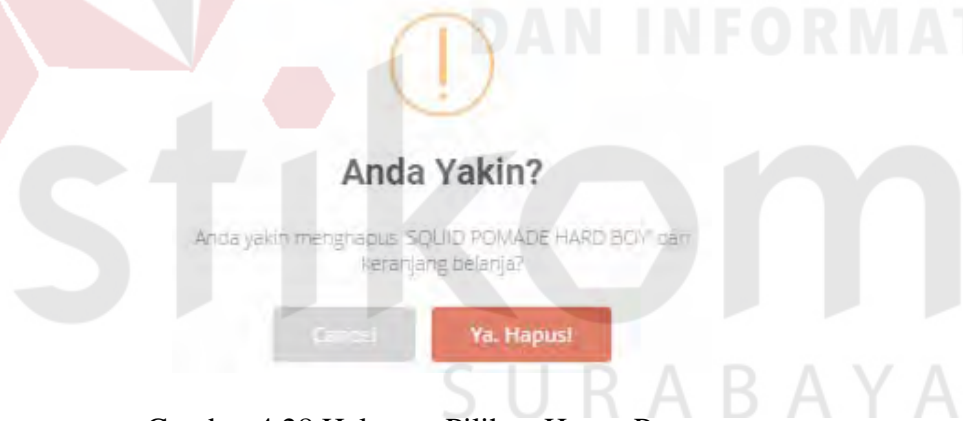 DAN INFORMAT
stikom
Anda Yakin?
Anda yakin menghapus 'SQUID POMADE HARD BOY' dari
keranjang belanja?
Cancel
Ya. Hapus!
SURABAYA